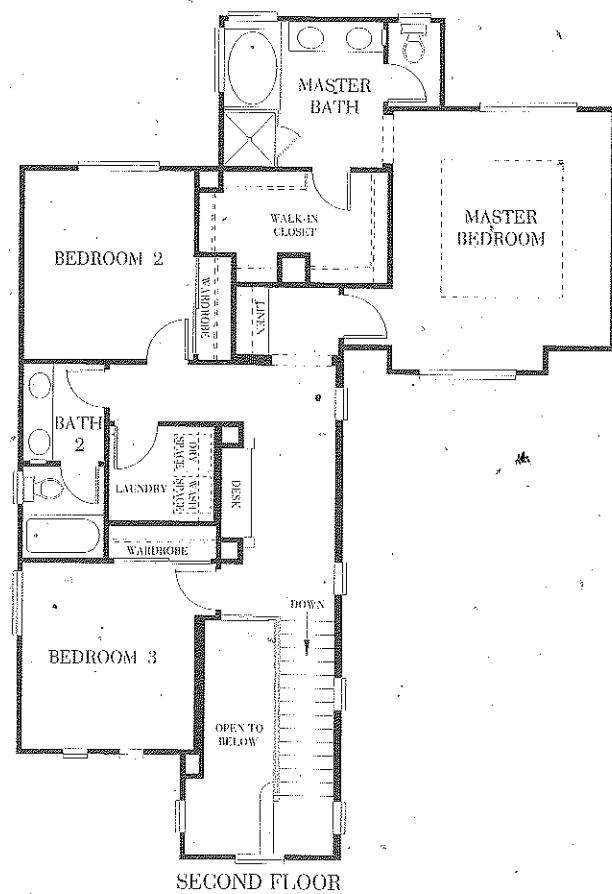 MASTER
BATH
WALK-IN
CLOSET
MASTER
BEDROOM
BEDROOM 2
WARDROBE
LINEN
BATH
2
DRY
SPACE
WASH
SPACE
LAUNDRY
DESK
WARDROBE
DOWN
BEDROOM 3
OPEN TO
BELOW
SECOND FLOOR